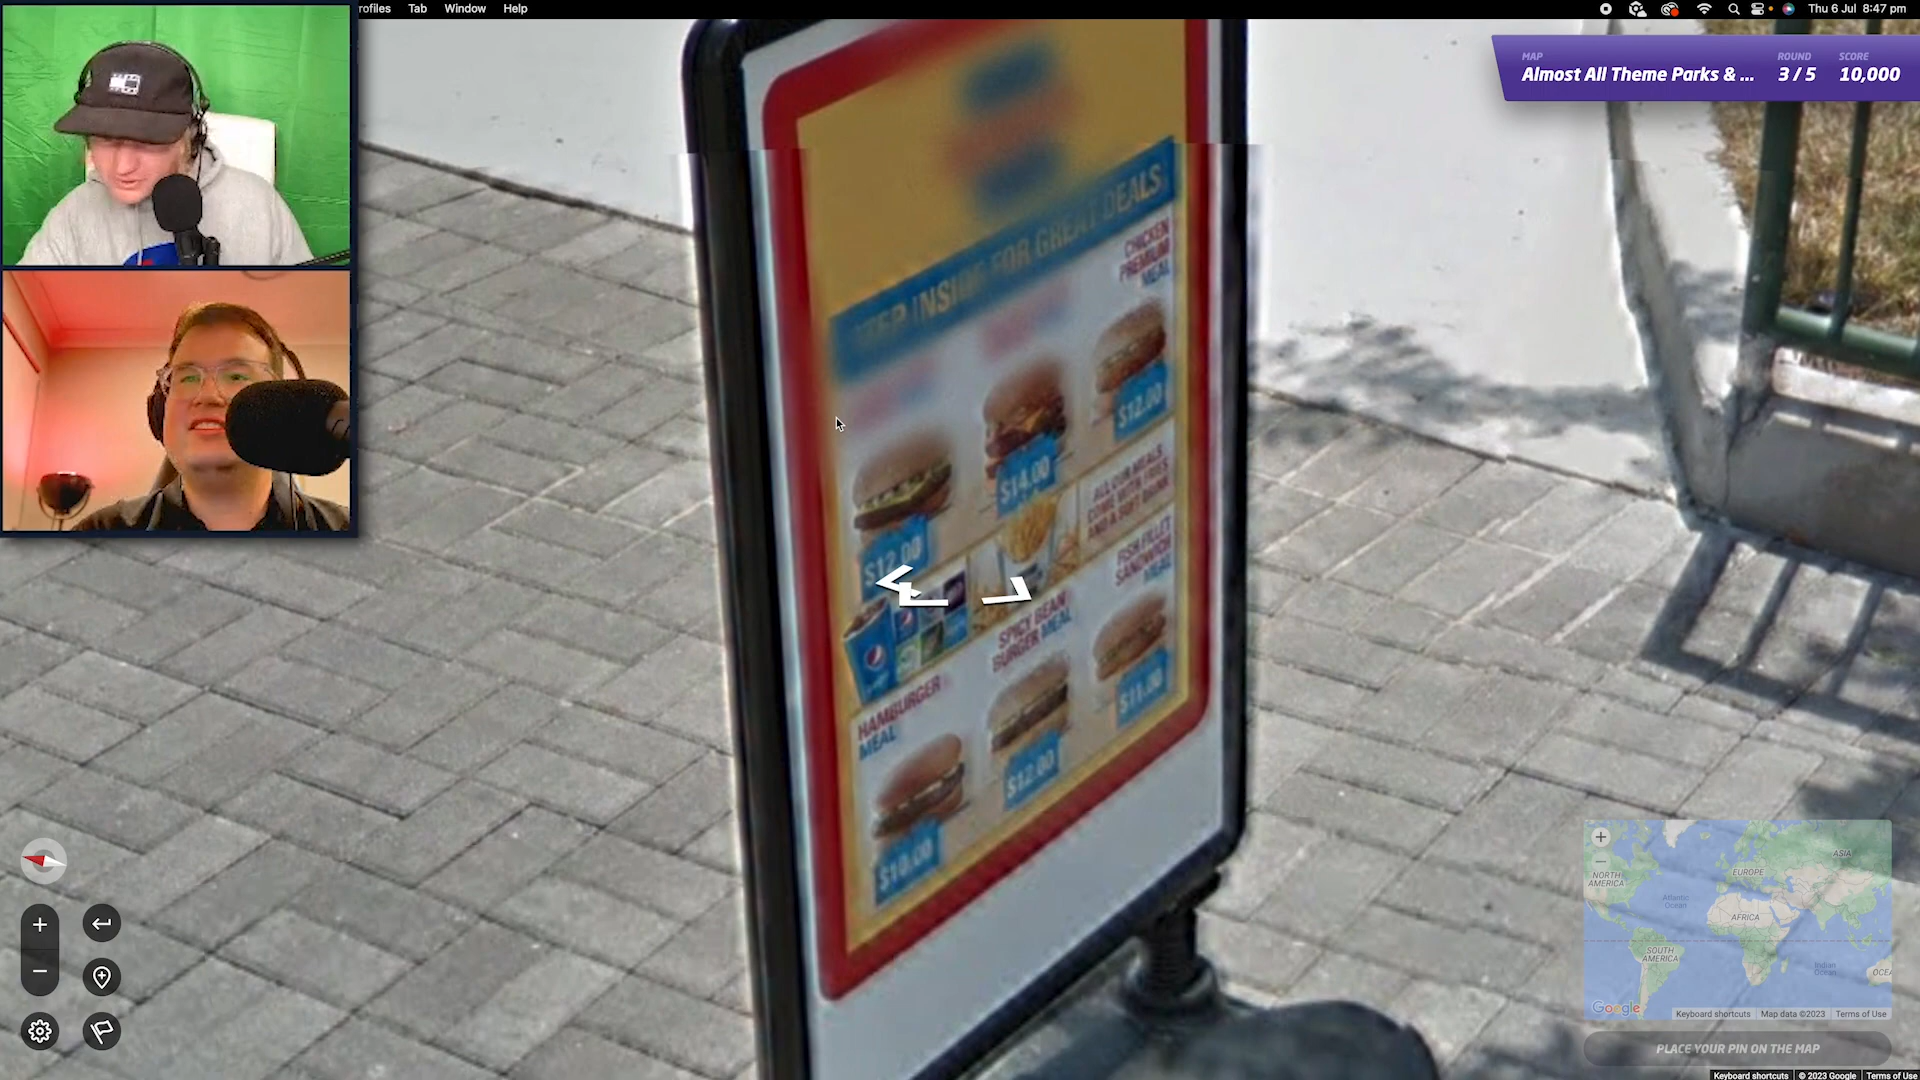 rofiles Tab Window Help
Thu 6 Jul 8:47 pm
MAP
Almost All Theme Parks & ...
ROUND
3 / 5
SCORE
10,000
STEP INSIDE FOR GREAT DEALS
CHICKEN
PREMIUM
MEAL
$12.00
$14.00
$12.00
ALL OUR MEALS
COME WITH FRIES
AND A SOFT DRINK
FISH FILLET
SANDWICH
MEAL
$11.00
SPICY BEAN
BURGER MEAL
$12.00
HAMBURGER
MEAL
$10.00
+
−
+
−
NORTH
AMERICA
EUROPE
ASIA
Atlantic
Ocean
AFRICA
SOUTH
AMERICA
Indian
Ocean
OCEA
Google
Keyboard shortcuts
Map data ©2023
Terms of Use
PLACE YOUR PIN ON THE MAP
Keyboard shortcuts
© 2023 Google
Terms of Use